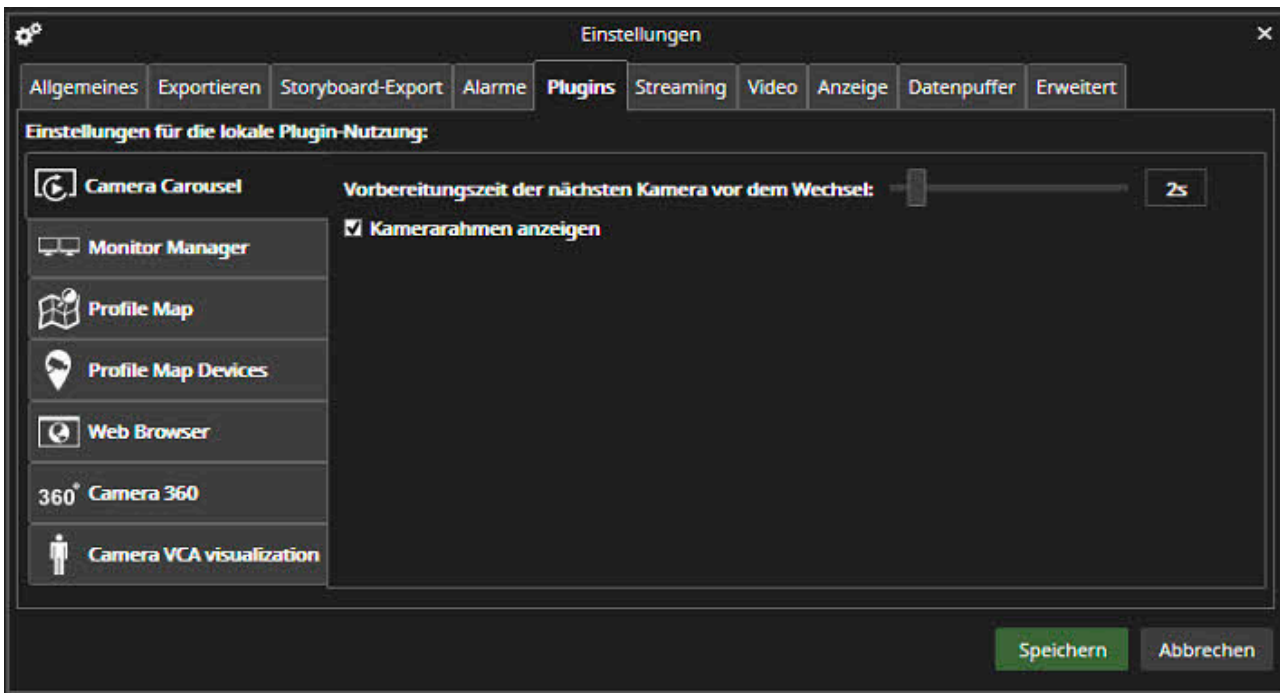 Einstellungen
Allgemeines Exportieren Storyboard-Export Alarme Plugins Streaming Video Anzeige Datenpuffer Erweitert
Einstellungen für die lokale Plugin-Nutzung:
Camera Carousel
Vorbereitungszeit der nächsten Kamera vor dem Wechsel: 2s
Kamerarahmen anzeigen
Monitor Manager
Profile Map
Profile Map Devices
Web Browser
360° Camera 360
Camera VCA visualization
Speichern Abbrechen